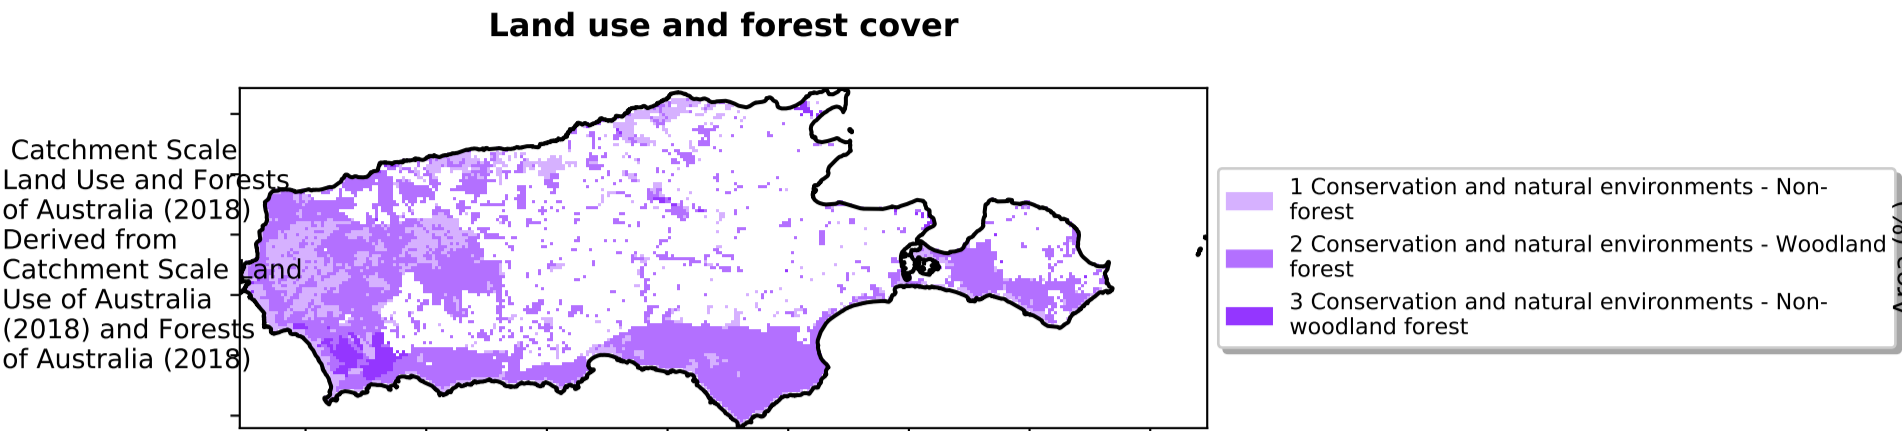 Land use and forest cover
Catchment Scale
Land Use and Forests
of Australia (2018)
Derived from
Catchment Scale Land
Use of Australia
(2018) and Forests
of Australia (2018)
1 Conservation and natural environments - Non-
forest
2 Conservation and natural environments - Woodland
forest
3 Conservation and natural environments - Non-
woodland forest